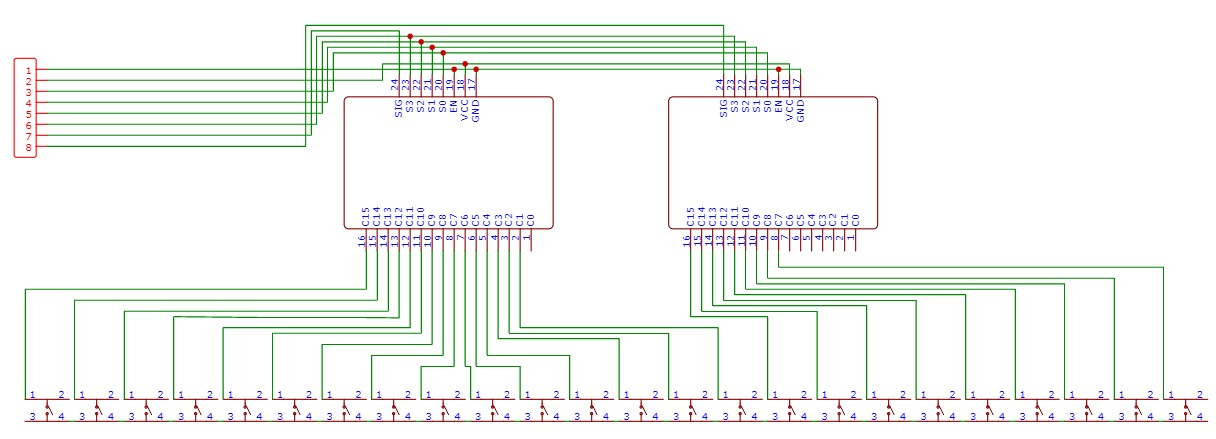 1
2
3
4
5
6
7
8
24 23 22 21 20 19 18 17
SIG S3 S2 S1 S0 EN VCC GND
C15 C14 C13 C12 C11 C10 C9 C8 C7 C6 C5 C4 C3 C2 C1 C0
16 15 14 13 12 11 10 9 8 7 6 5 4 3 2 1
24 23 22 21 20 19 18 17
SIG S3 S2 S1 S0 EN VCC GND
C15 C14 C13 C12 C11 C10 C9 C8 C7 C6 C5 C4 C3 C2 C1 C0
16 15 14 13 12 11 10 9 8 7 6 5 4 3 2 1
1 2 1 2 1 2 1 2 1 2 1 2 1 2 1 2 1 2 1 2 1 2 1 2 1 2 1 2 1 2 1 2 1 2 1 2 1 2 1 2 1 2 1 2 1 2 1 2
3 4 3 4 3 4 3 4 3 4 3 4 3 4 3 4 3 4 3 4 3 4 3 4 3 4 3 4 3 4 3 4 3 4 3 4 3 4 3 4 3 4 3 4 3 4 3 4